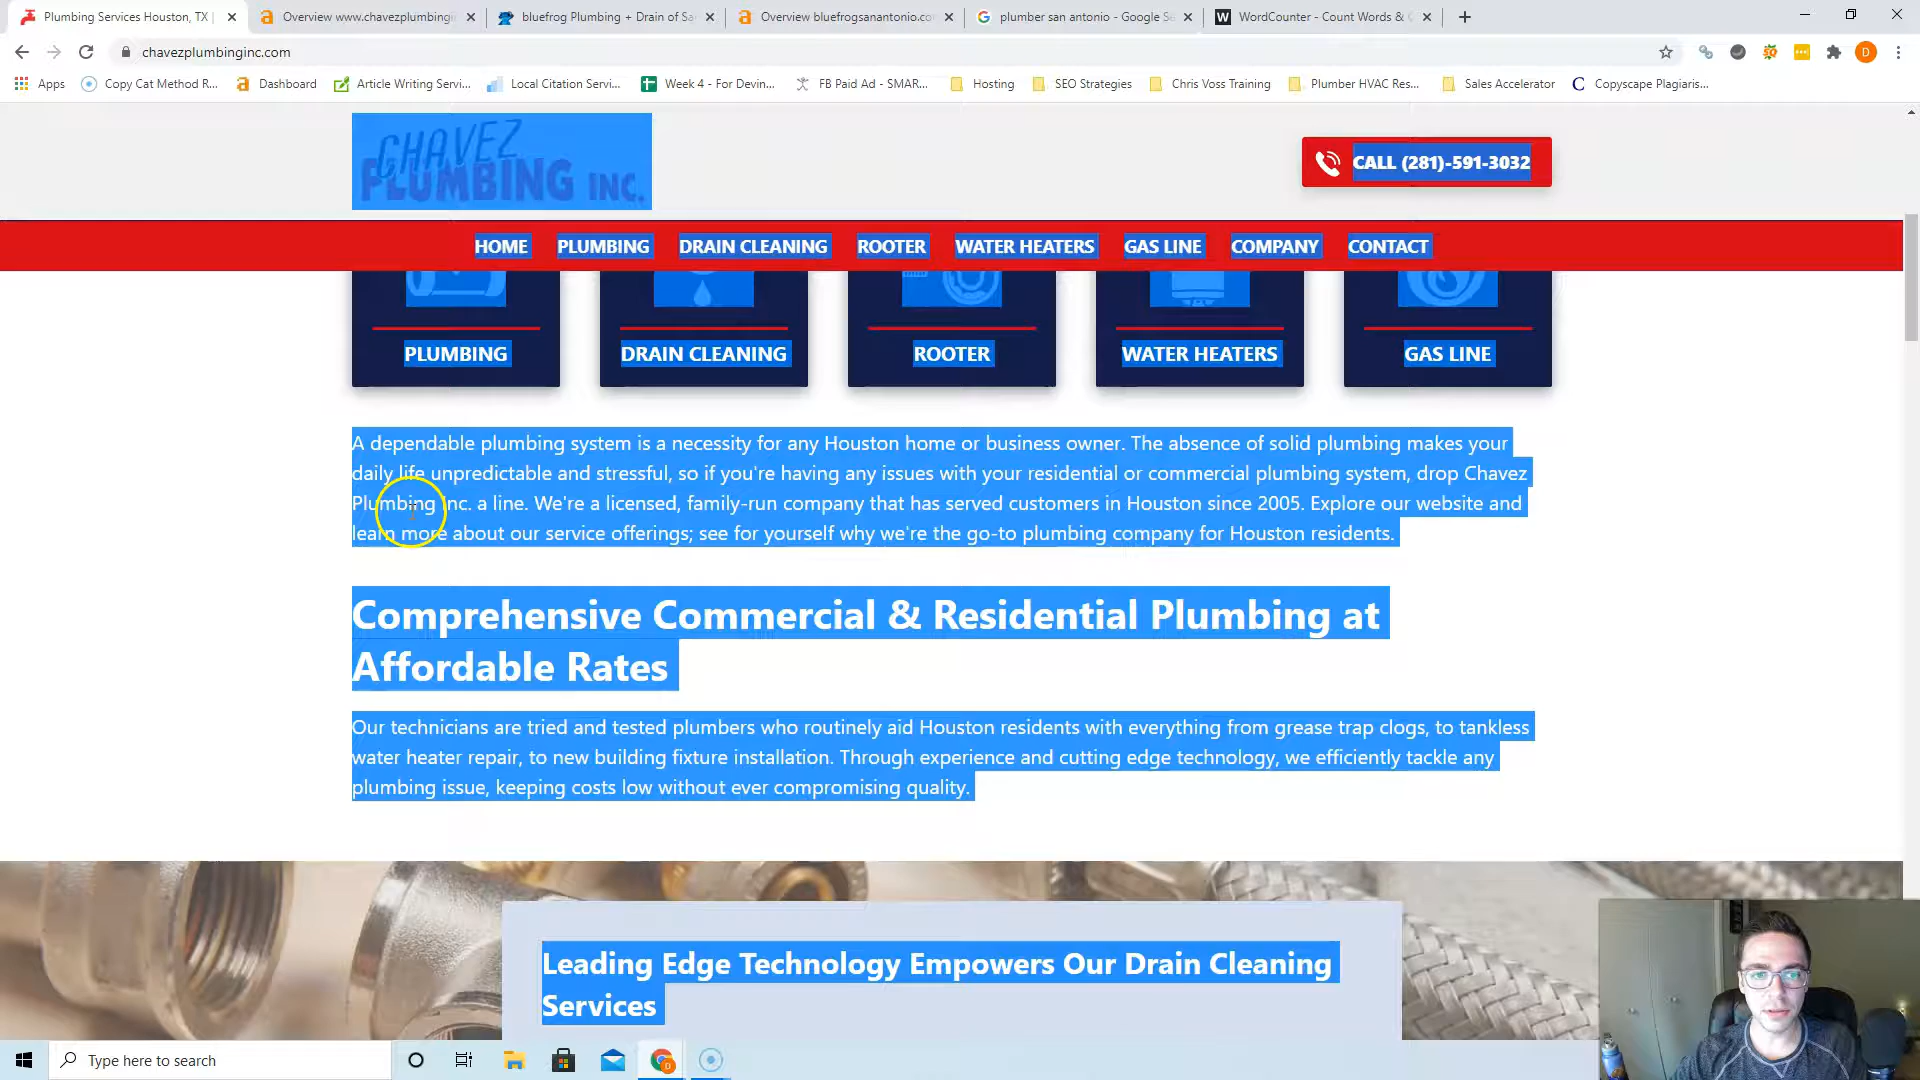 Plumbing Services Houston, TX |
Overview www.chavezplumbingin
bluefrog Plumbing + Drain of Sa
Overview bluefrogsanantonio.co
plumber san antonio - Google Se
WordCounter - Count Words & C
chavezplumbinginc.com
Apps
Copy Cat Method R...
Dashboard
Article Writing Servi...
Local Citation Servi...
Week 4 - For Devin...
FB Paid Ad - SMAR...
Hosting
SEO Strategies
Chris Voss Training
Plumber HVAC Res...
Sales Accelerator
Copyscape Plagiaris...
CHAVEZ
PLUMBING INC.
CALL (281)-591-3032
HOME PLUMBING DRAIN CLEANING ROOTER WATER HEATERS GAS LINE COMPANY CONTACT
PLUMBING DRAIN CLEANING ROOTER WATER HEATERS GAS LINE
A dependable plumbing system is a necessity for any Houston home or business owner. The absence of solid plumbing makes your
daily life unpredictable and stressful, so if you're having any issues with your residential or commercial plumbing system, drop Chavez
Plumbing Inc. a line. We're a licensed, family-run company that has served customers in Houston since 2005. Explore our website and
learn more about our service offerings; see for yourself why we're the go-to plumbing company for Houston residents.
Comprehensive Commercial & Residential Plumbing at
Affordable Rates
Our technicians are tried and tested plumbers who routinely aid Houston residents with everything from grease trap clogs, to tankless
water heater repair, to new building fixture installation. Through experience and cutting edge technology, we efficiently tackle any
plumbing issue, keeping costs low without ever compromising quality.
Leading Edge Technology Empowers Our Drain Cleaning
Services
Type here to search